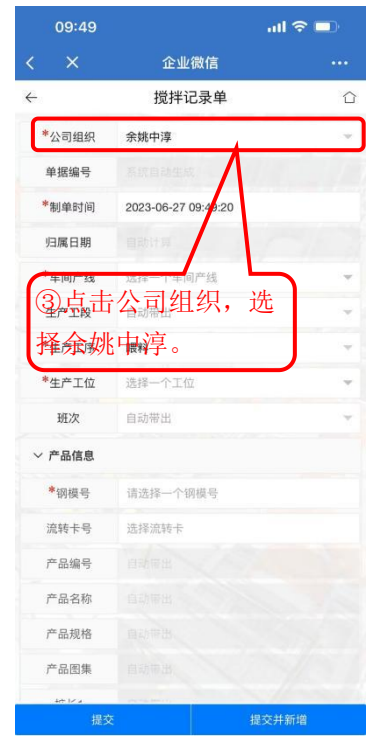 09:49
企业微信
搅拌记录单
*公司组织 余姚中淳
单据编号 系统自动生成
*制单时间 2023-06-27 09:49:20
归属日期 自动计算
*车间产线 选择一个车间产线
③点击公司组织，选
生产工段 自动带出
择余姚中淳。
*生产工序 喂料
*生产工位 选择一个工位
班次 自动带出
产品信息
*钢模号 请选择一个钢模号
流转卡号 选择流转卡
产品编号 自动带出
产品名称 自动带出
产品规格 自动带出
产品图集 自动带出
提交 提交并新增